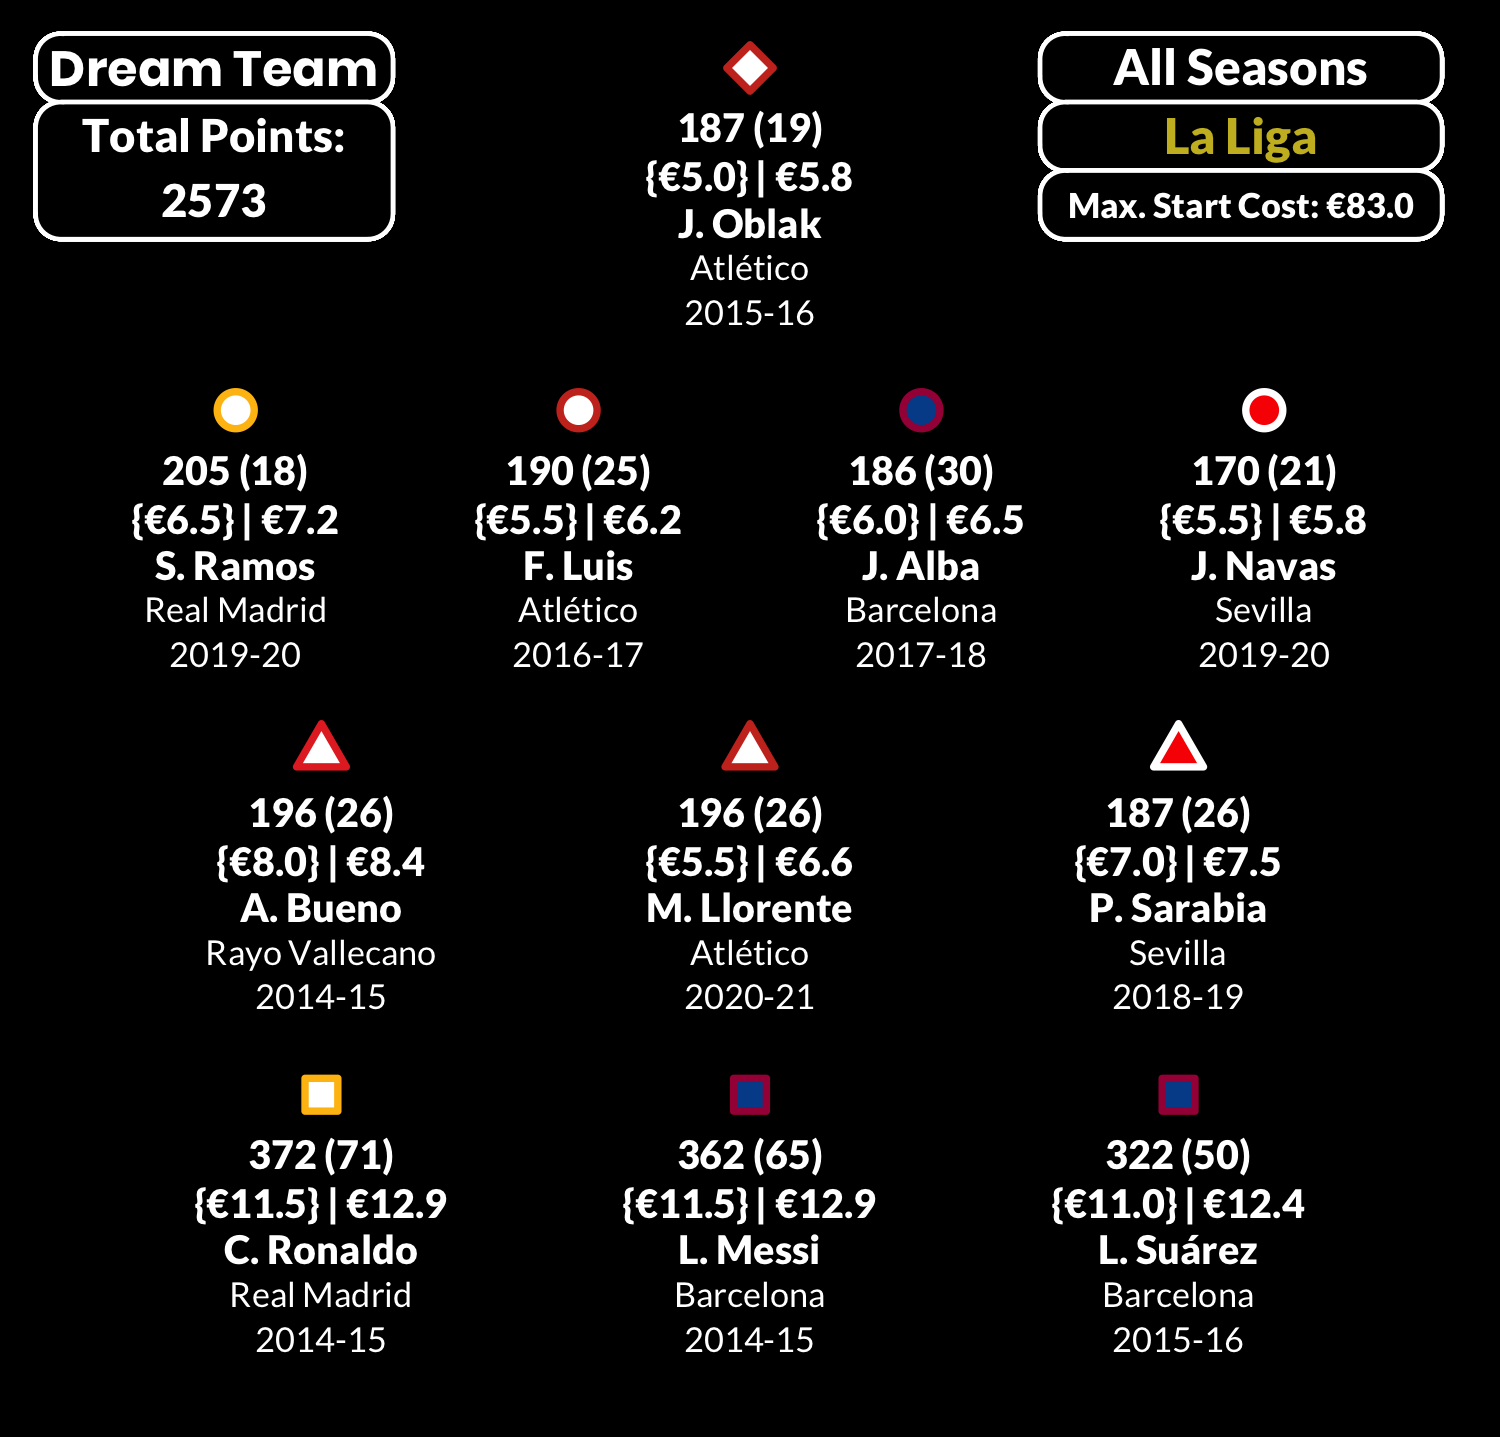 Dream Team
Total Points:
2573
All Seasons
La Liga
Max. Start Cost: €83.0
187 (19)
{€5.0} | €5.8
J. Oblak
Atlético
2015-16
205 (18)
{€6.5} | €7.2
S. Ramos
Real Madrid
2019-20
190 (25)
{€5.5} | €6.2
F. Luis
Atlético
2016-17
186 (30)
{€6.0} | €6.5
J. Alba
Barcelona
2017-18
170 (21)
{€5.5} | €5.8
J. Navas
Sevilla
2019-20
196 (26)
{€8.0} | €8.4
A. Bueno
Rayo Vallecano
2014-15
196 (26)
{€5.5} | €6.6
M. Llorente
Atlético
2020-21
187 (26)
{€7.0} | €7.5
P. Sarabia
Sevilla
2018-19
372 (71)
{€11.5} | €12.9
C. Ronaldo
Real Madrid
2014-15
362 (65)
{€11.5} | €12.9
L. Messi
Barcelona
2014-15
322 (50)
{€11.0} | €12.4
L. Suárez
Barcelona
2015-16